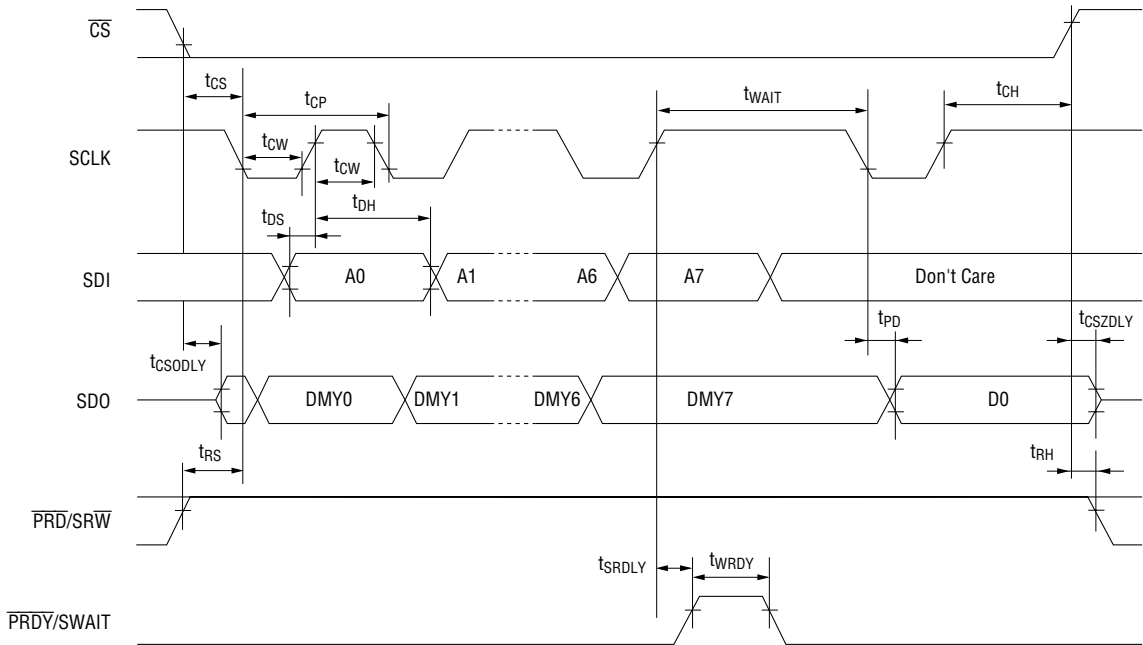 CS
tCS
tCP
tWAIT
tCH
SCLK
tCW
tCW
tDS
tDH
SDI
A0
A1
A6
A7
Don't Care
tCSODLY
tPD
tCSZDLY
SDO
DMY0
DMY1
DMY6
DMY7
D0
tRS
tRH
PRD/SRW
tSRDLY
tWRDY
PRDY/SWAIT